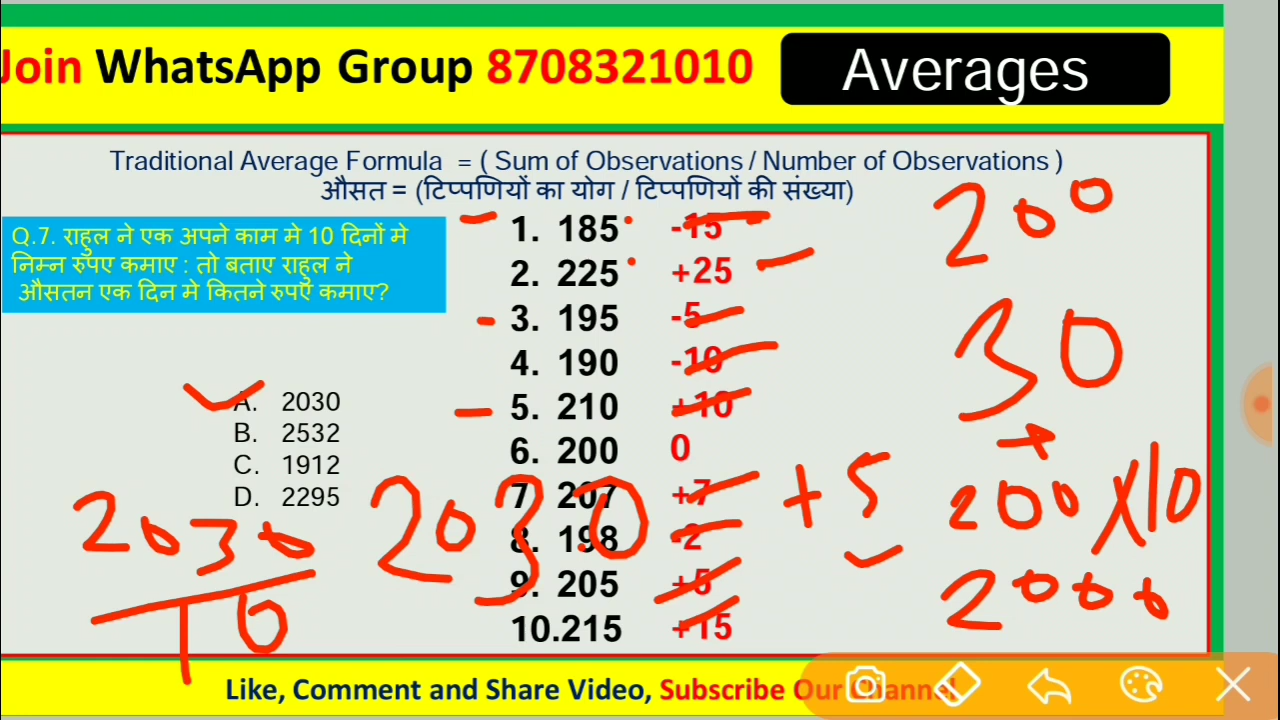 Join WhatsApp Group 8708321010
Averages
Traditional Average Formula = ( Sum of Observations / Number of Observations )
औसत = (टिप्पणियों का योग / टिप्पणियों की संख्या)
Q.7. राहुल ने एक अपने काम मे 10 दिनों मे
निम्न रुपए कमाए : तो बताए राहुल ने
औसतन एक दिन मे कितने रुपए कमाए?
A. 2030
B. 2532
C. 1912
D. 2295
1. 185 -15
2. 225 +25
3. 195 -5
4. 190 -10
5. 210 +10
6. 200 0
7. 207 +7
8. 198 -2
9. 205 +5
10.215 +15
200
30
+
200 X10
2000
+5
2030
2030
10
Like, Comment and Share Video, Subscribe Our Channel